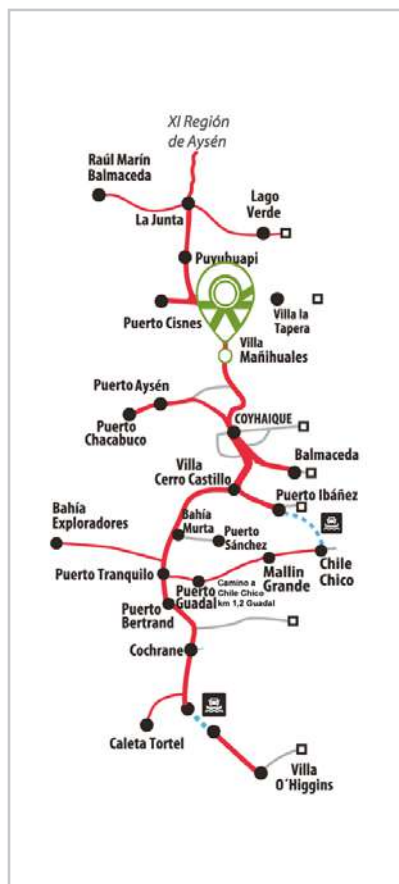 XI Región
de Aysén
Raúl Marín
Balmaceda
Lago
Verde
La Junta
Puyuhuapi
Puerto Cisnes
Villa la
Tapera
Villa
Mañihuales
Puerto Aysén
Puerto
Chacabuco
COYHAIQUE
Balmaceda
Villa
Cerro Castillo
Puerto Ibáñez
Bahía
Exploradores
Bahía
Murta
Puerto
Sánchez
Puerto Tranquilo
Puerto
Guadal
Camino a
Chile Chico
km 1,2 Guadal
Mallin
Grande
Chile
Chico
Puerto
Bertrand
Cochrane
Caleta Tortel
Villa
O´Higgins